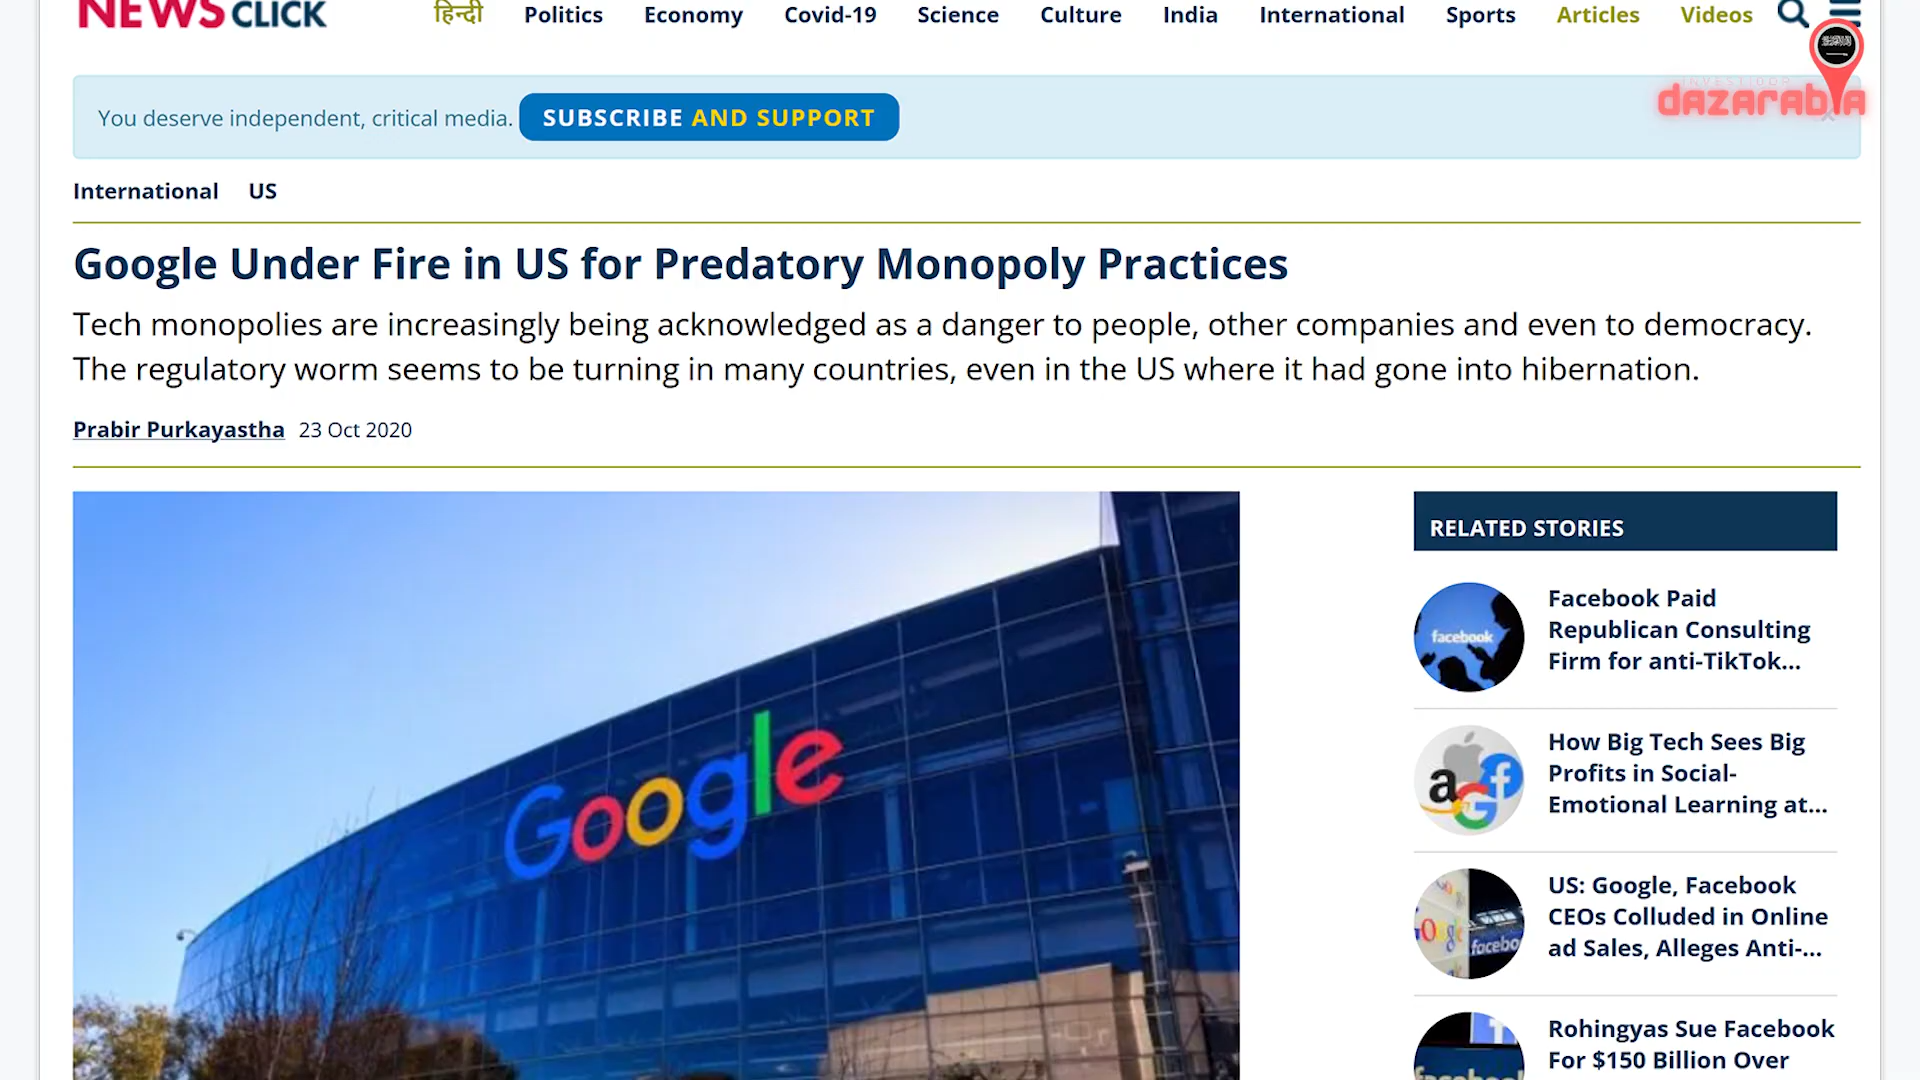 NEWS CLICK
हिन्दी Politics Economy Covid-19 Science Culture India International Sports Articles Videos
INVESTIDOR
dazarabia
You deserve independent, critical media. SUBSCRIBE AND SUPPORT
International US
Google Under Fire in US for Predatory Monopoly Practices
Tech monopolies are increasingly being acknowledged as a danger to people, other companies and even to democracy.
The regulatory worm seems to be turning in many countries, even in the US where it had gone into hibernation.
Prabir Purkayastha 23 Oct 2020
Google
RELATED STORIES
facebook
Facebook Paid
Republican Consulting
Firm for anti-TikTok...
How Big Tech Sees Big
Profits in Social-
Emotional Learning at...
US: Google, Facebook
CEOs Colluded in Online
ad Sales, Alleges Anti-...
Rohingyas Sue Facebook
For $150 Billion Over